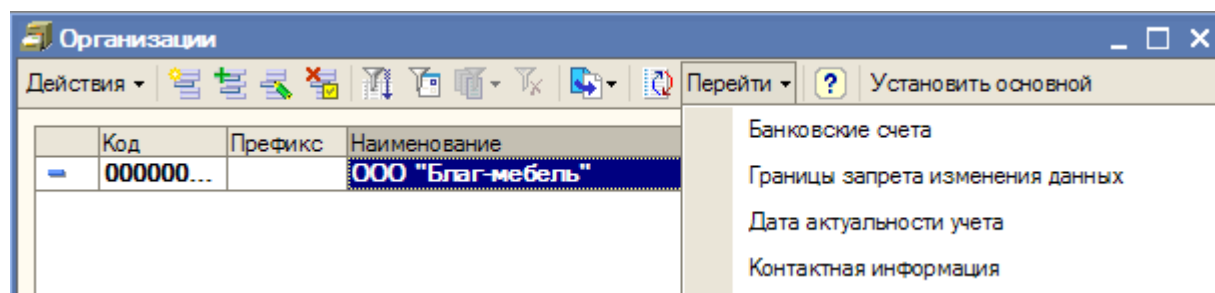 Организации
Действия Перейти ? Установить основной
Код Префикс Наименование
000000... ООО "Благ-мебель"
Банковские счета
Границы запрета изменения данных
Дата актуальности учета
Контактная информация